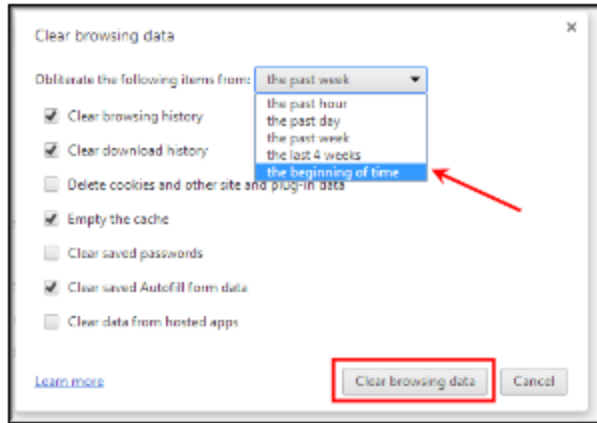 Clear browsing data
×
Obliterate the following items from: the past week
the past hour
the past day
the past week
the last 4 weeks
the beginning of time
Clear browsing history
Clear download history
Delete cookies and other site and plug-in data
Empty the cache
Clear saved passwords
Clear saved Autofill form data
Clear data from hosted apps
Learn more
Clear browsing data
Cancel